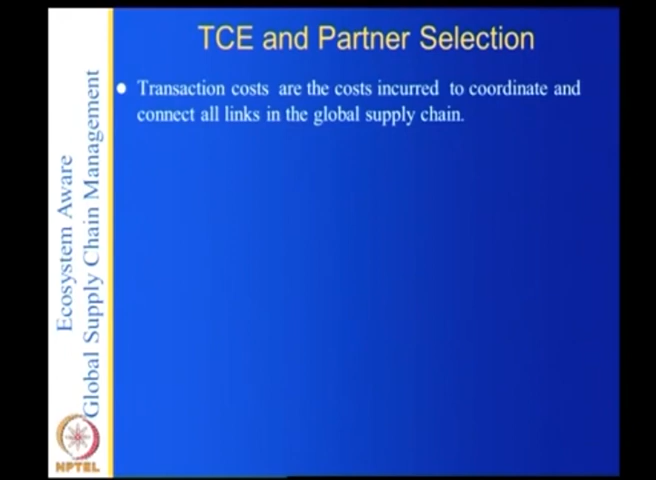 TCE and Partner Selection
Transaction costs are the costs incurred to coordinate and
connect all links in the global supply chain.
Ecosystem Aware
Global Supply Chain Management
NPTEL